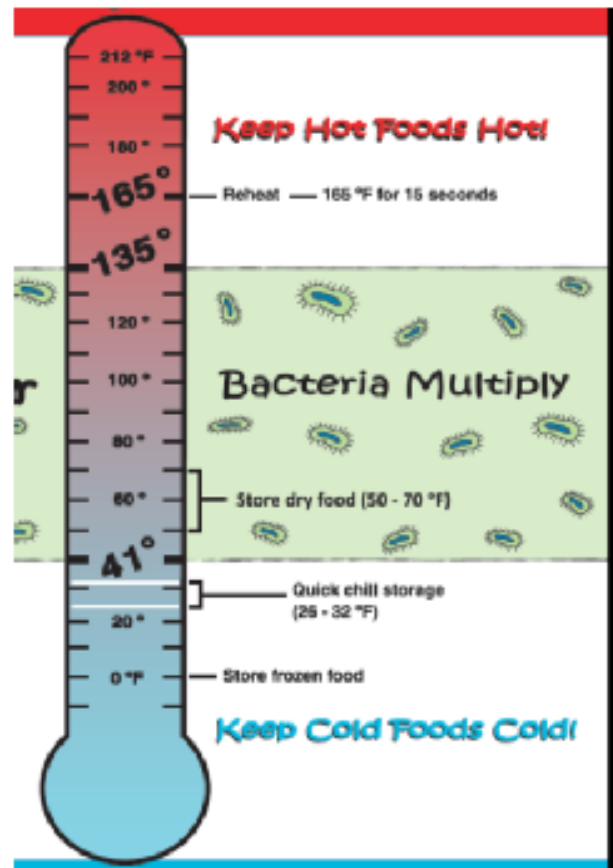 212 °F
200 °
Keep Hot Foods Hot!
180 °
165°
Reheat — 165 °F for 15 seconds
135°
120 °
100 °
r
Bacteria Multiply
80 °
60 °
Store dry food (50 - 70 °F)
41°
Quick chill storage
(26 - 32 °F)
20 °
0 °F
Store frozen food
Keep Cold Foods Cold!